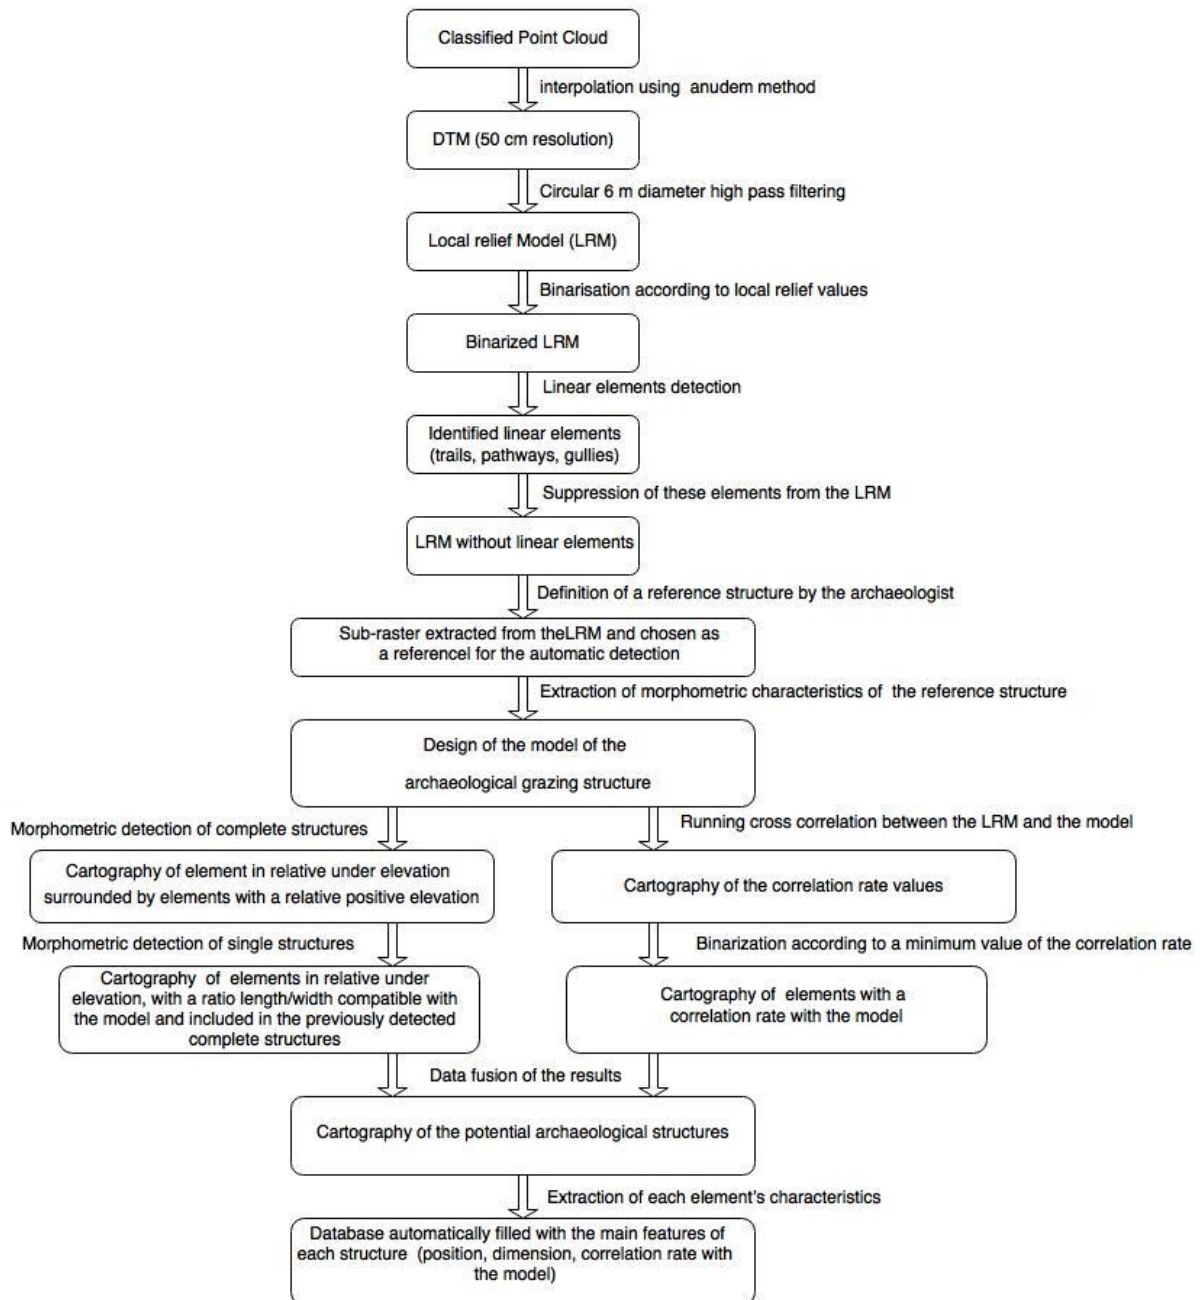 Classified Point Cloud
interpolation using anudem method
DTM (50 cm resolution)
Circular 6 m diameter high pass filtering
Local relief Model (LRM)
Binarisation according to local relief values
Binarized LRM
Linear elements detection
Identified linear elements
(trails, pathways, gullies)
Suppression of these elements from the LRM
LRM without linear elements
Definition of a reference structure by the archaeologist
Sub-raster extracted from theLRM and chosen as
a referencel for the automatic detection
Extraction of morphometric characteristics of the reference structure
Design of the model of the
archaeological grazing structure
Morphometric detection of complete structures
Running cross correlation between the LRM and the model
Cartography of element in relative under elevation
surrounded by elements with a relative positive elevation
Cartography of the correlation rate values
Morphometric detection of single structures
Binarization according to a minimum value of the correlation rate
Cartography of elements in relative under
elevation, with a ratio length/width compatible with
the model and included in the previously detected
complete structures
Cartography of elements with a
correlation rate with the model
Data fusion of the results
Cartography of the potential archaeological structures
Extraction of each element's characteristics
Database automatically filled with the main features of
each structure (position, dimension, correlation rate with
the model)